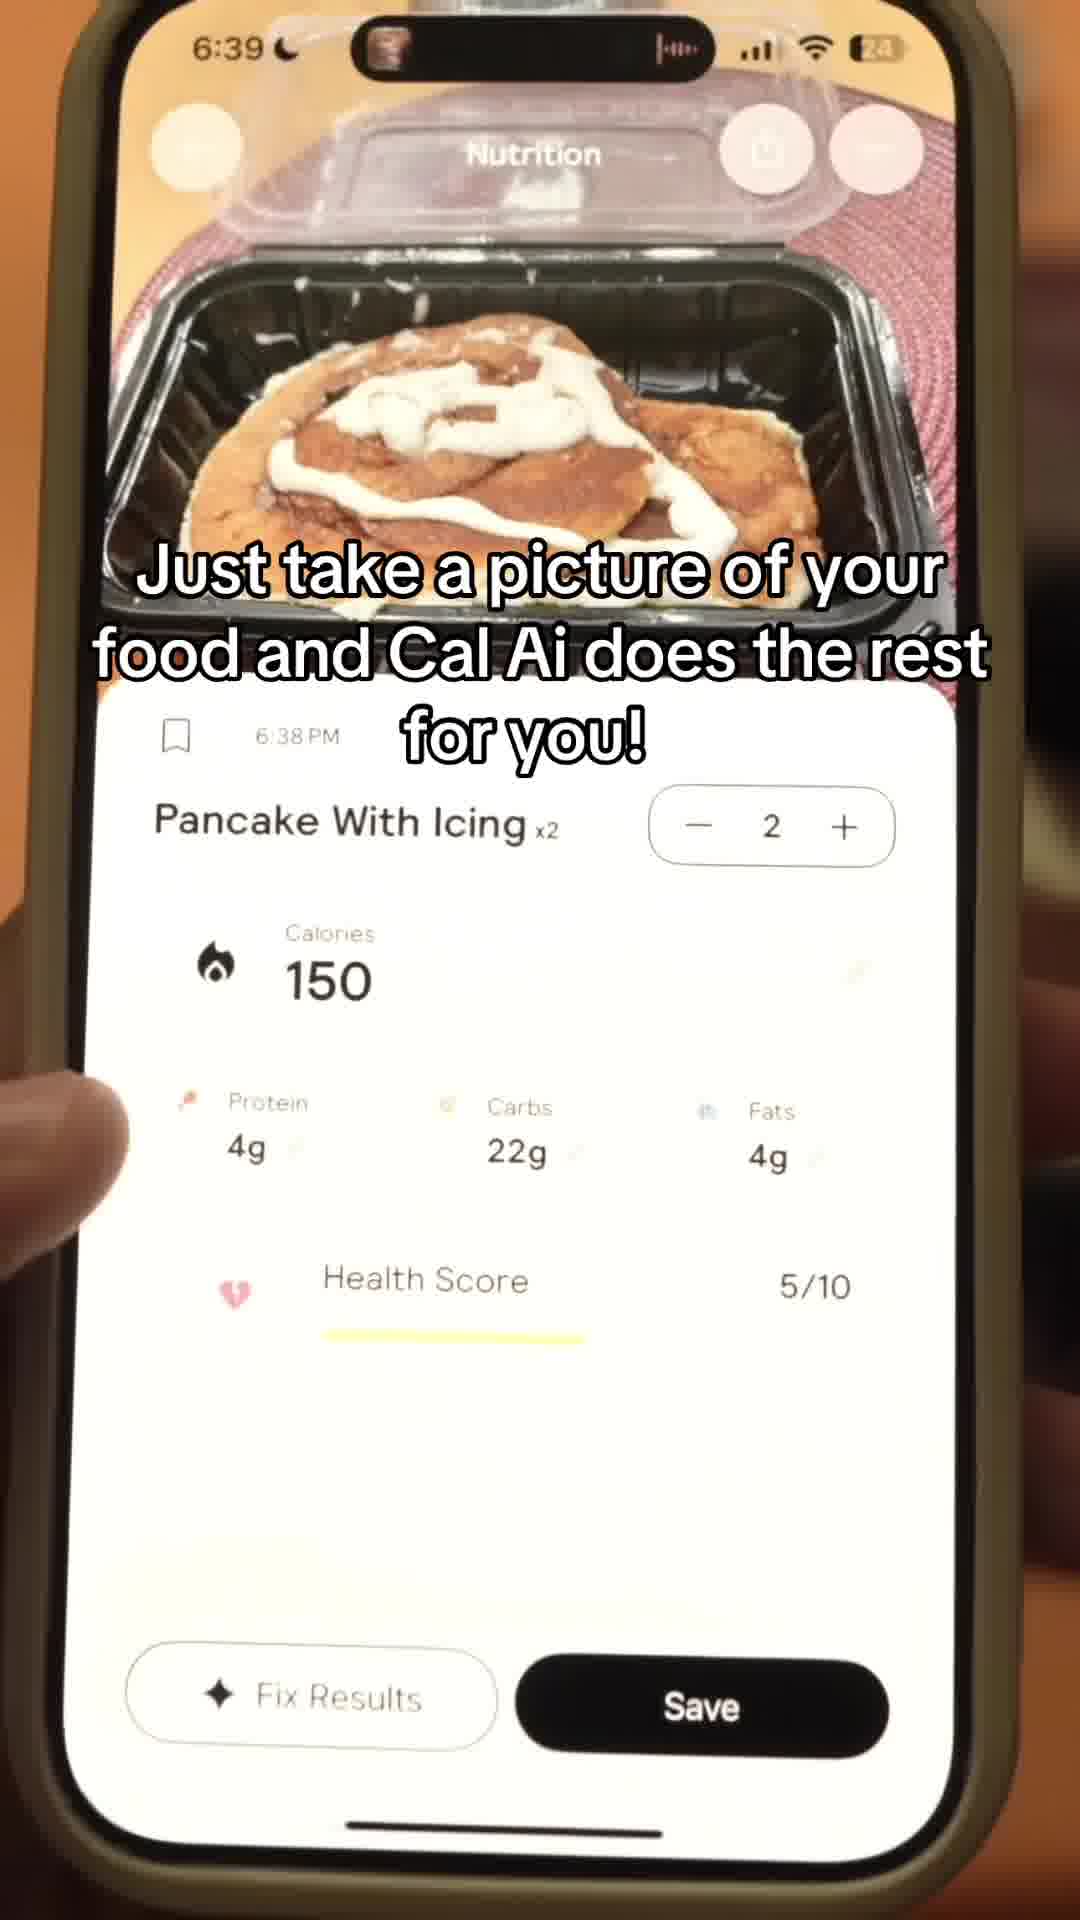 6:39
24
Nutrition
Just take a picture of your
food and Cal Ai does the rest
for you!
6:38 PM
Pancake With Icing x2
2
Calories
150
Protein
Carbs
Fats
4g
22g
4g
Health Score
5/10
Fix Results
Save